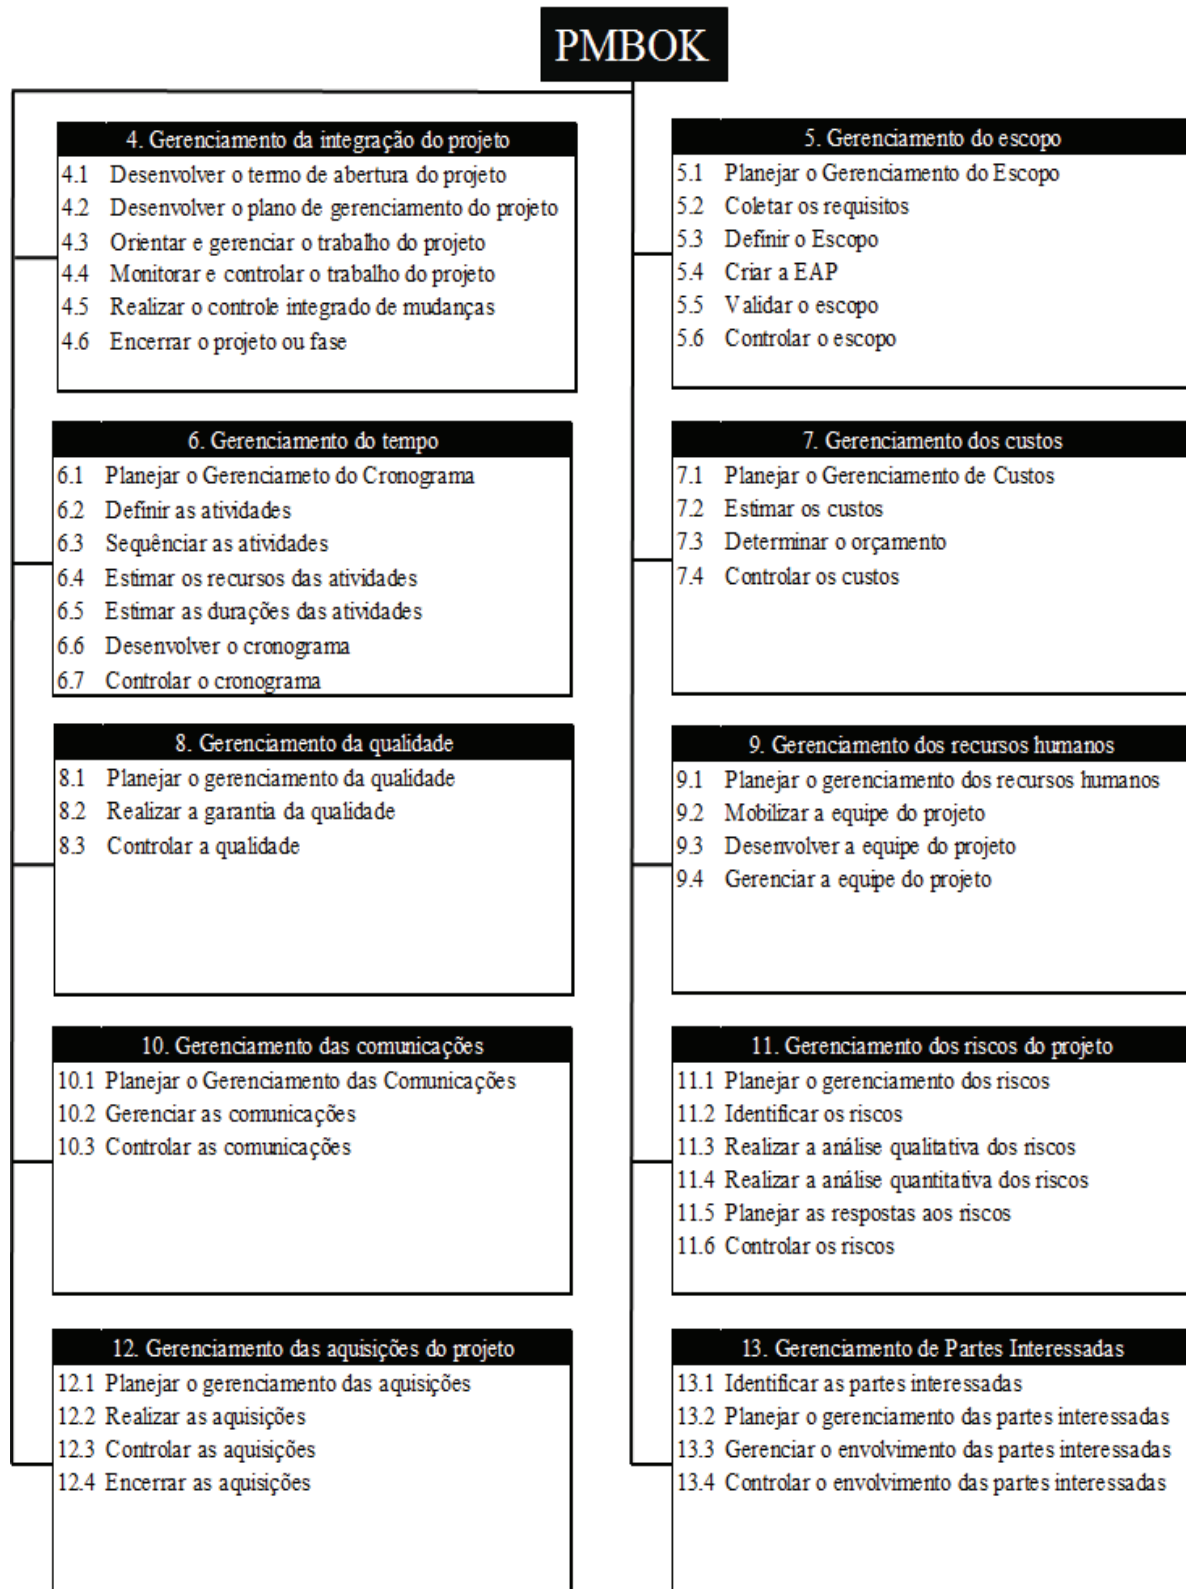 PMBOK
4. Gerenciamento da integração do projeto
4.1 Desenvolver o termo de abertura do projeto
4.2 Desenvolver o plano de gerenciamento do projeto
4.3 Orientar e gerenciar o trabalho do projeto
4.4 Monitorar e controlar o trabalho do projeto
4.5 Realizar o controle integrado de mudanças
4.6 Encerrar o projeto ou fase
5. Gerenciamento do escopo
5.1 Planejar o Gerenciamento do Escopo
5.2 Coletar os requisitos
5.3 Definir o Escopo
5.4 Criar a EAP
5.5 Validar o escopo
5.6 Controlar o escopo
6. Gerenciamento do tempo
6.1 Planejar o Gerenciameto do Cronograma
6.2 Definir as atividades
6.3 Sequênciar as atividades
6.4 Estimar os recursos das atividades
6.5 Estimar as durações das atividades
6.6 Desenvolver o cronograma
6.7 Controlar o cronograma
7. Gerenciamento dos custos
7.1 Planejar o Gerenciamento de Custos
7.2 Estimar os custos
7.3 Determinar o orçamento
7.4 Controlar os custos
8. Gerenciamento da qualidade
8.1 Planejar o gerenciamento da qualidade
8.2 Realizar a garantia da qualidade
8.3 Controlar a qualidade
9. Gerenciamento dos recursos humanos
9.1 Planejar o gerenciamento dos recursos humanos
9.2 Mobilizar a equipe do projeto
9.3 Desenvolver a equipe do projeto
9.4 Gerenciar a equipe do projeto
10. Gerenciamento das comunicações
10.1 Planejar o Gerenciamento das Comunicações
10.2 Gerenciar as comunicações
10.3 Controlar as comunicações
11. Gerenciamento dos riscos do projeto
11.1 Planejar o gerenciamento dos riscos
11.2 Identificar os riscos
11.3 Realizar a análise qualitativa dos riscos
11.4 Realizar a análise quantitativa dos riscos
11.5 Planejar as respostas aos riscos
11.6 Controlar os riscos
12. Gerenciamento das aquisições do projeto
12.1 Planejar o gerenciamento das aquisições
12.2 Realizar as aquisições
12.3 Controlar as aquisições
12.4 Encerrar as aquisições
13. Gerenciamento de Partes Interessadas
13.1 Identificar as partes interessadas
13.2 Planejar o gerenciamento das partes interessadas
13.3 Gerenciar o envolvimento das partes interessadas
13.4 Controlar o envolvimento das partes interessadas